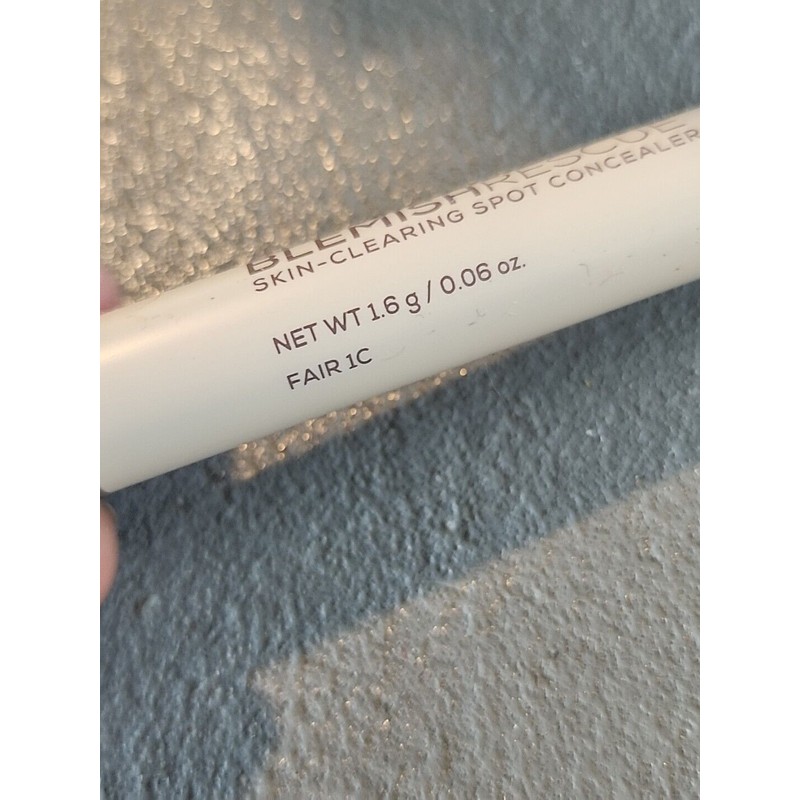 BLEMISHRESCUE
SKIN-CLEARING SPOT CONCEALER
NET WT 1.6 g / 0.06 oz.
FAIR 1C